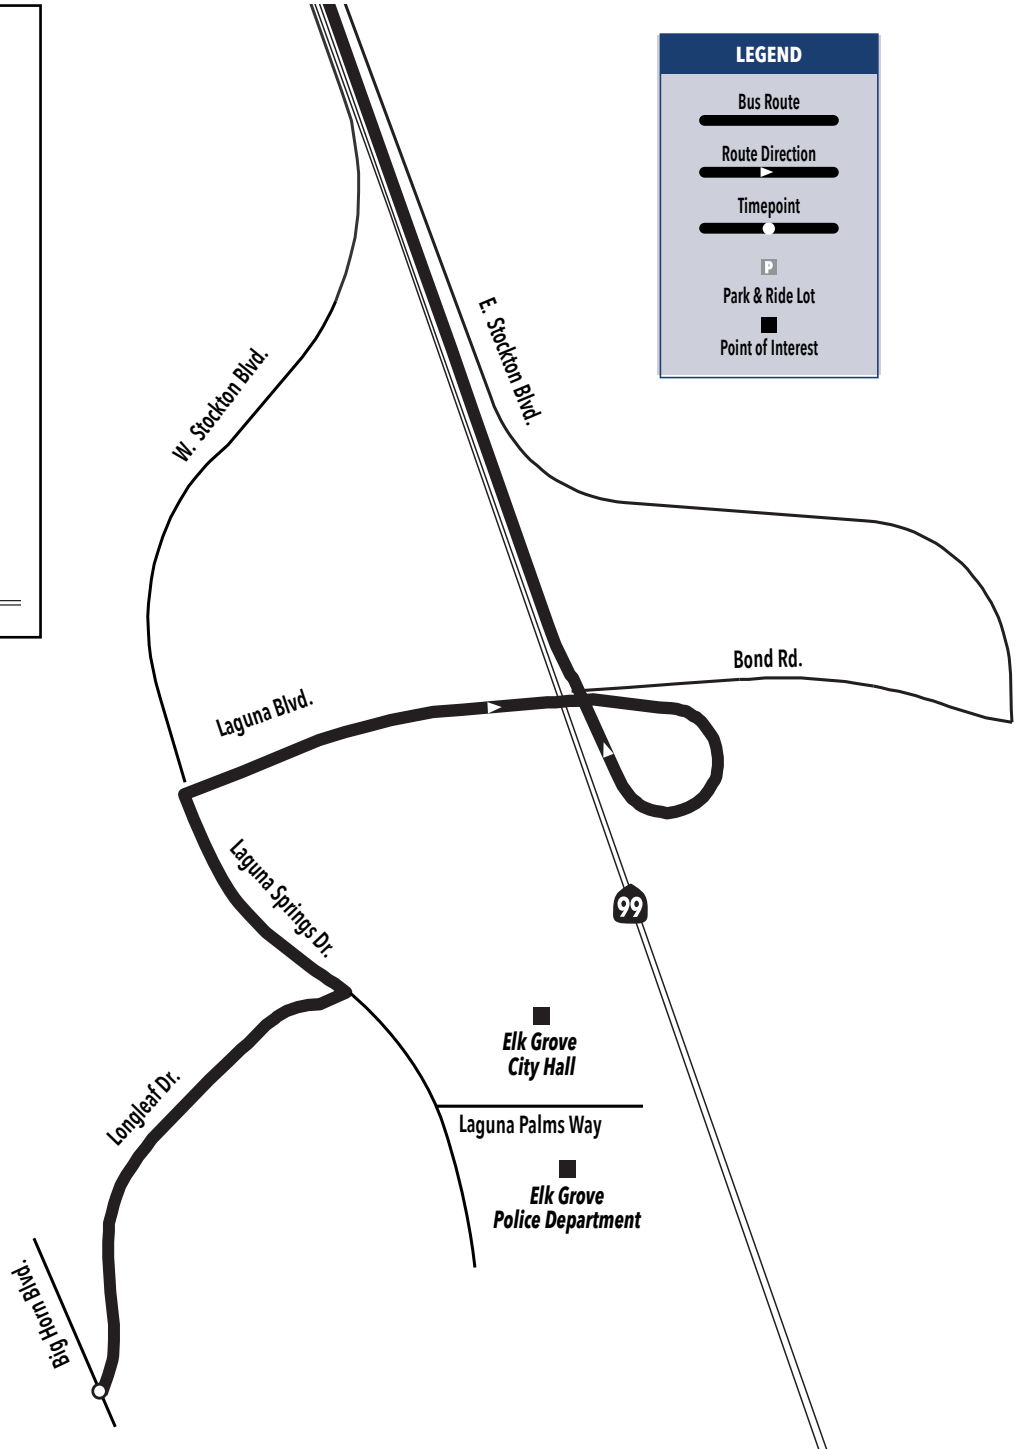 LEGEND
Bus Route
Route Direction
Timepoint
P
Park & Ride Lot
Point of Interest
E. Stockton Blvd.
W. Stockton Blvd.
Bond Rd.
Laguna Blvd.
Laguna Springs Dr.
99
Elk Grove
City Hall
Longleaf Dr.
Laguna Palms Way
Elk Grove
Police Department
Big Horn Blvd.